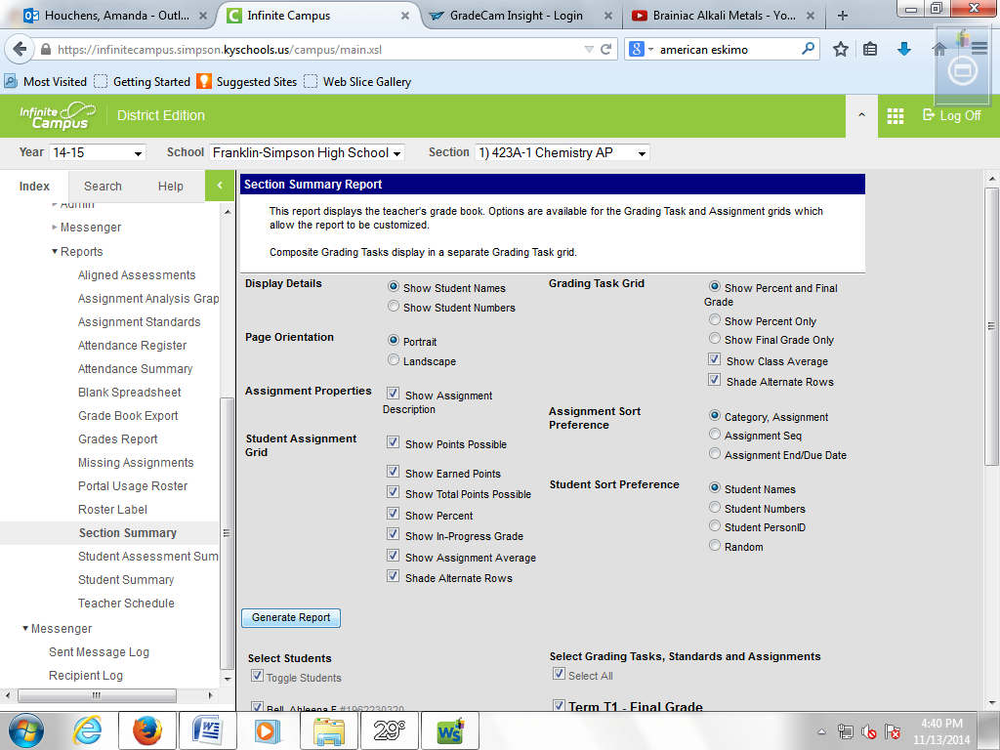 Houchens, Amanda - Outl...
Infinite Campus
GradeCam Insight - Login
Brainiac Alkali Metals - Yo...
https://infinitecampus.simpson.kyschools.us/campus/main.xsl
american eskimo
Most Visited
Getting Started
Suggested Sites
Web Slice Gallery
Infinite Campus
District Edition
Log Off
Year 14-15
School Franklin-Simpson High School
Section 1) 423A-1 Chemistry AP
Index
Search
Help
Admin
Messenger
Reports
Aligned Assessments
Assignment Analysis Grap
Assignment Standards
Attendance Register
Attendance Summary
Blank Spreadsheet
Grade Book Export
Grades Report
Missing Assignments
Portal Usage Roster
Roster Label
Section Summary
Student Assessment Sum
Student Summary
Teacher Schedule
Messenger
Sent Message Log
Recipient Log
Section Summary Report
This report displays the teacher's grade book. Options are available for the Grading Task and Assignment grids which
allow the report to be customized.
Composite Grading Tasks display in a separate Grading Task grid.
Display Details
Show Student Names
Show Student Numbers
Page Orientation
Portrait
Landscape
Assignment Properties
Show Assignment
Description
Student Assignment
Grid
Show Points Possible
Show Earned Points
Show Total Points Possible
Show Percent
Show In-Progress Grade
Show Assignment Average
Shade Alternate Rows
Grading Task Grid
Show Percent and Final
Grade
Show Percent Only
Show Final Grade Only
Show Class Average
Shade Alternate Rows
Assignment Sort
Preference
Category, Assignment
Assignment Seq
Assignment End/Due Date
Student Sort Preference
Student Names
Student Numbers
Student PersonID
Random
Generate Report
Select Students
Toggle Students
Bell, Ableena F #1962230320
Select Grading Tasks, Standards and Assignments
Select All
Term T1 - Final Grade
29°
4:40 PM
11/13/2014